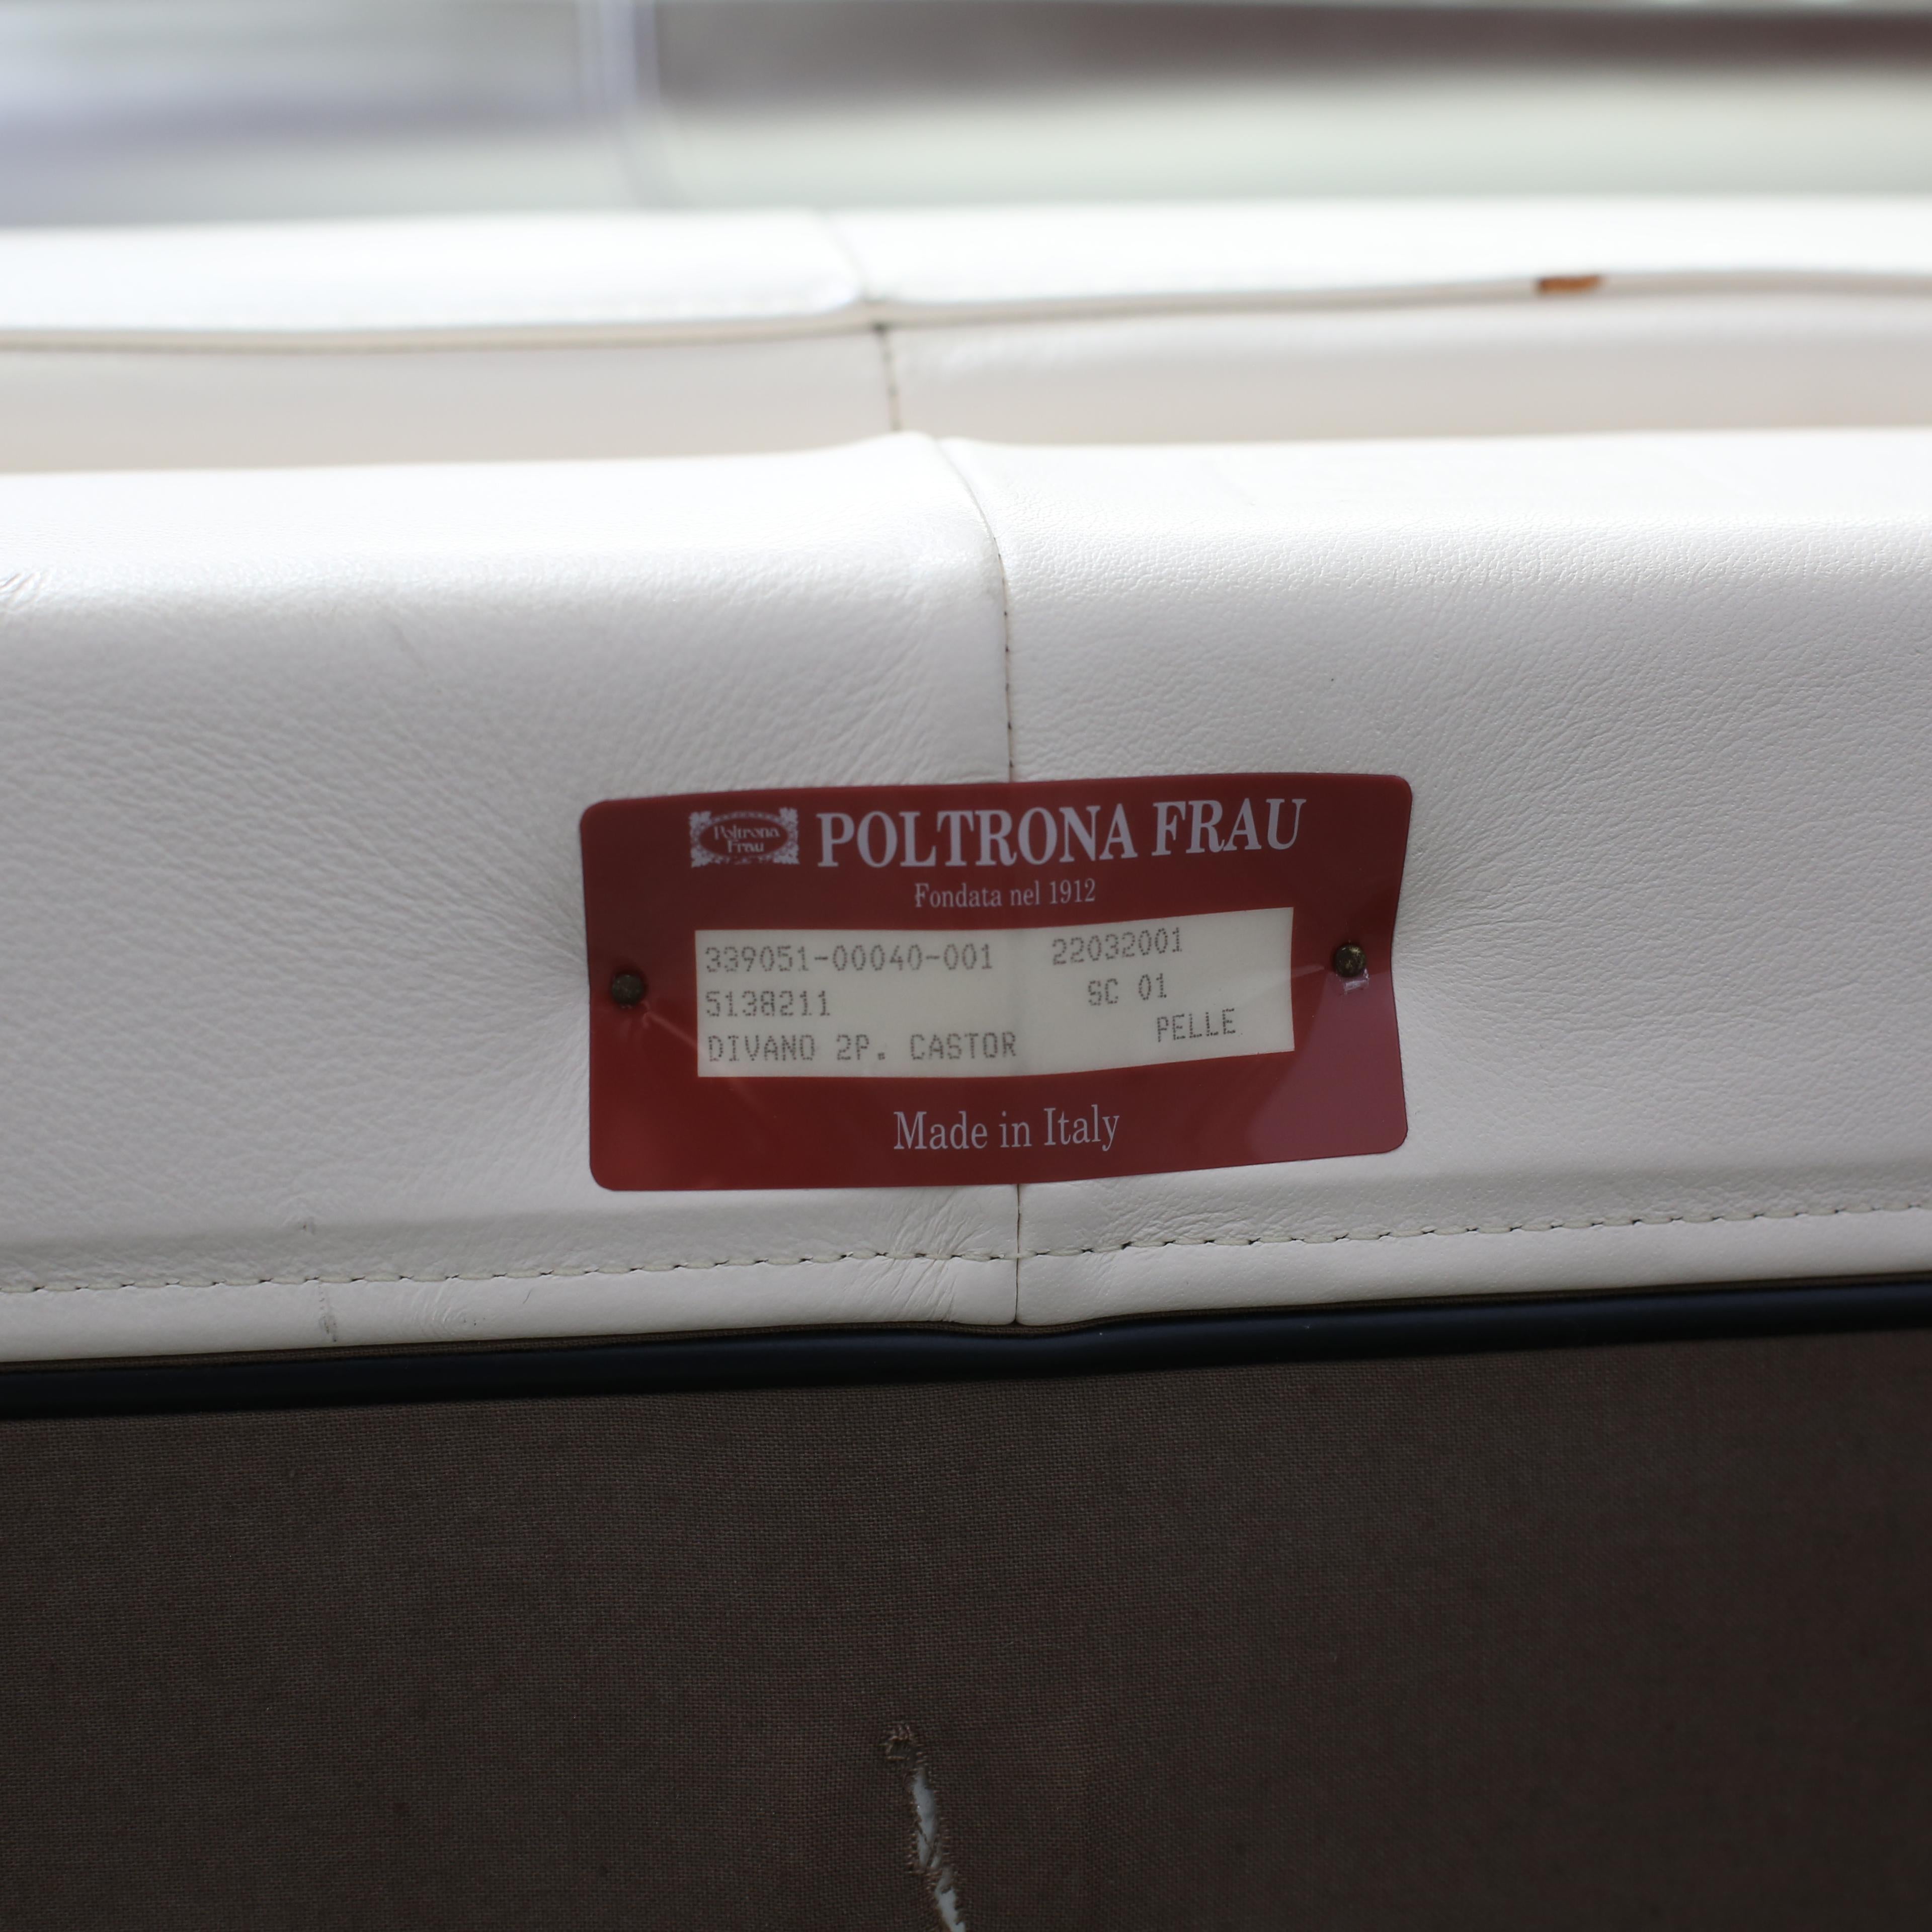 Poltrona
Frau
POLTRONA FRAU
Fondata nel 1912
339051-00040-001 22032001
5138211 SC 01
DIVANO 2P. CASTOR PELLE
Made in Italy